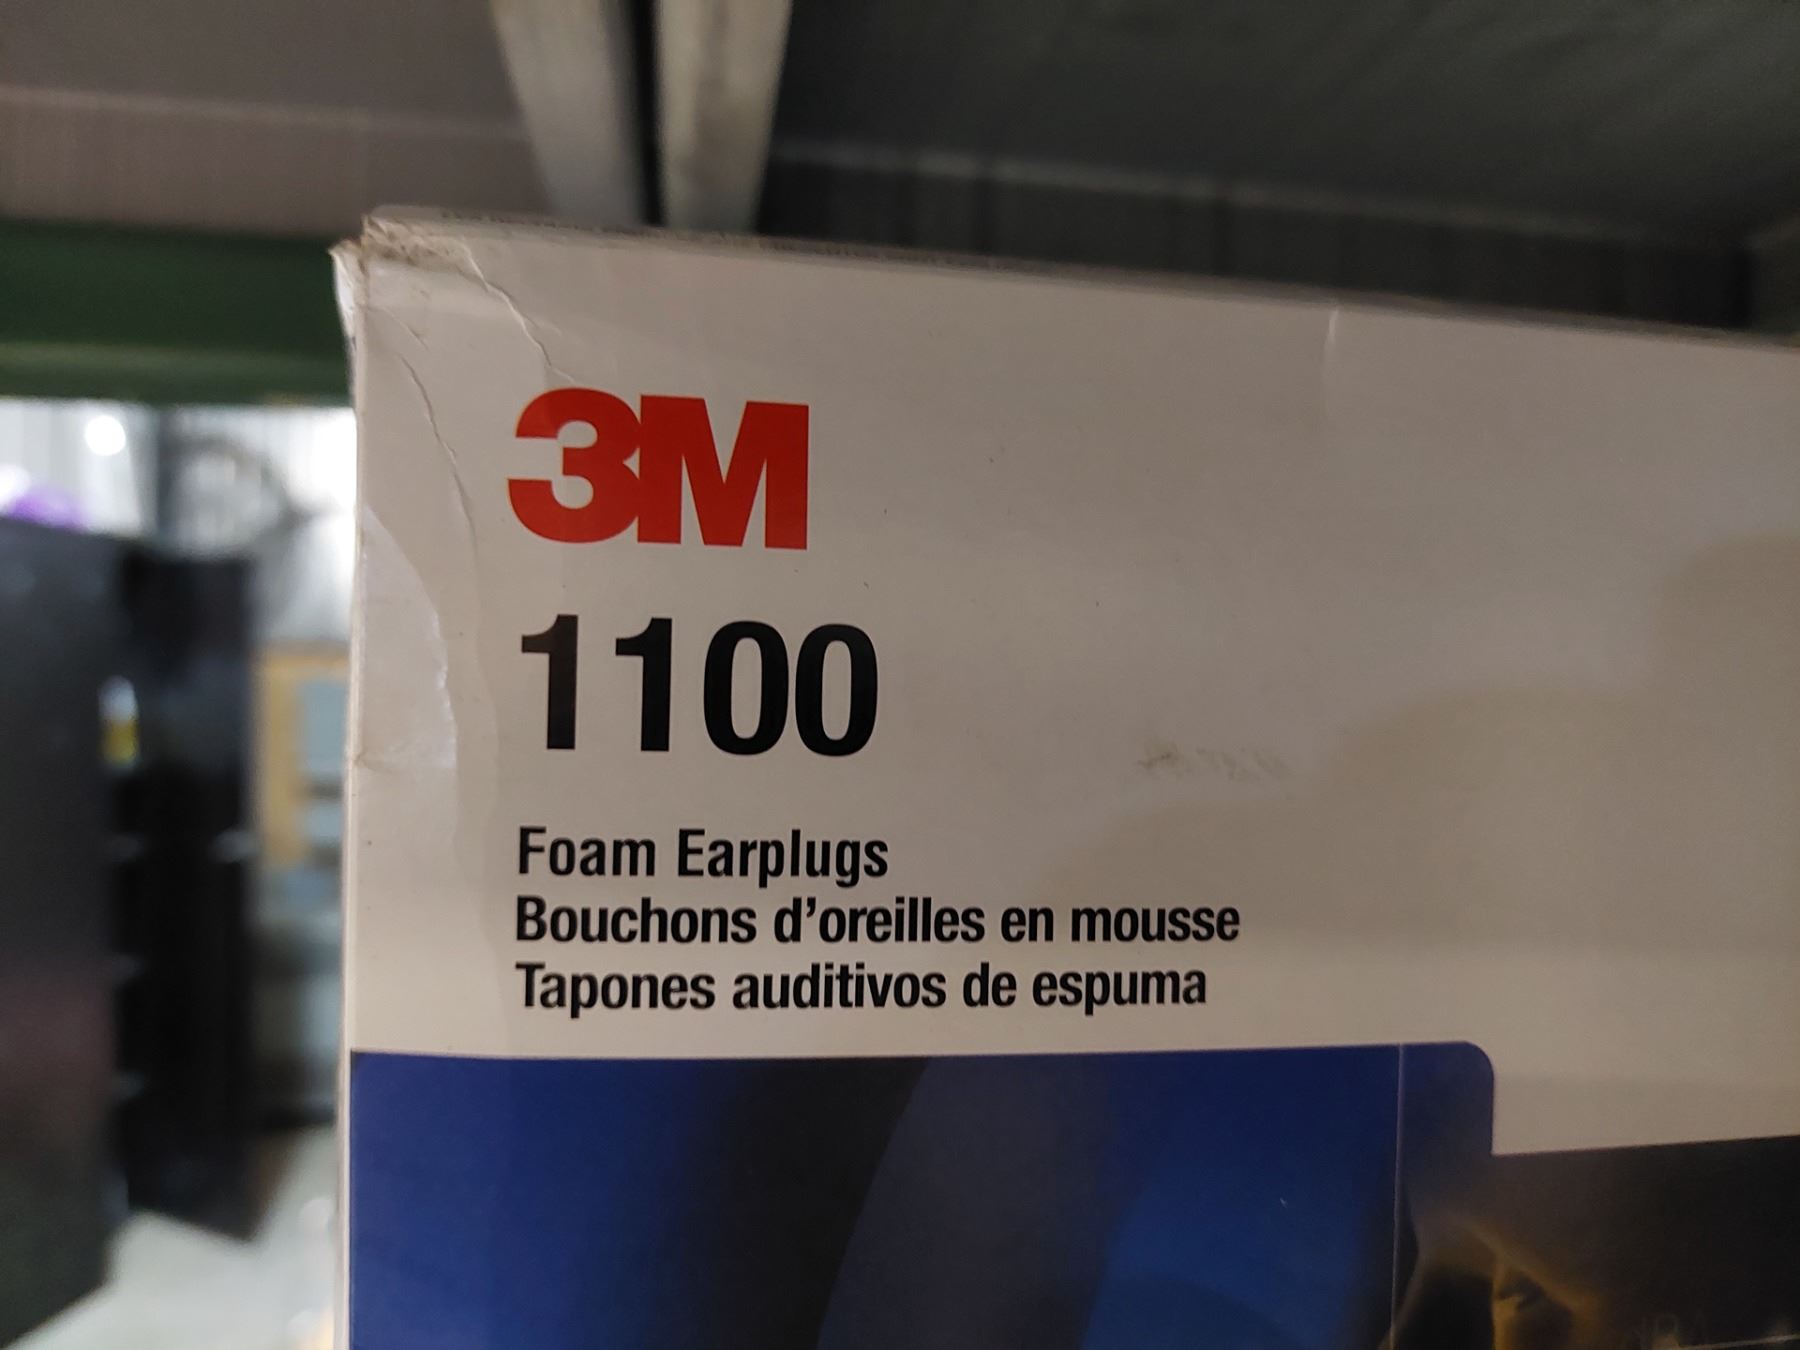 3M
1100
Foam Earplugs
Bouchons d'oreilles en mousse
Tapones auditivos de espuma